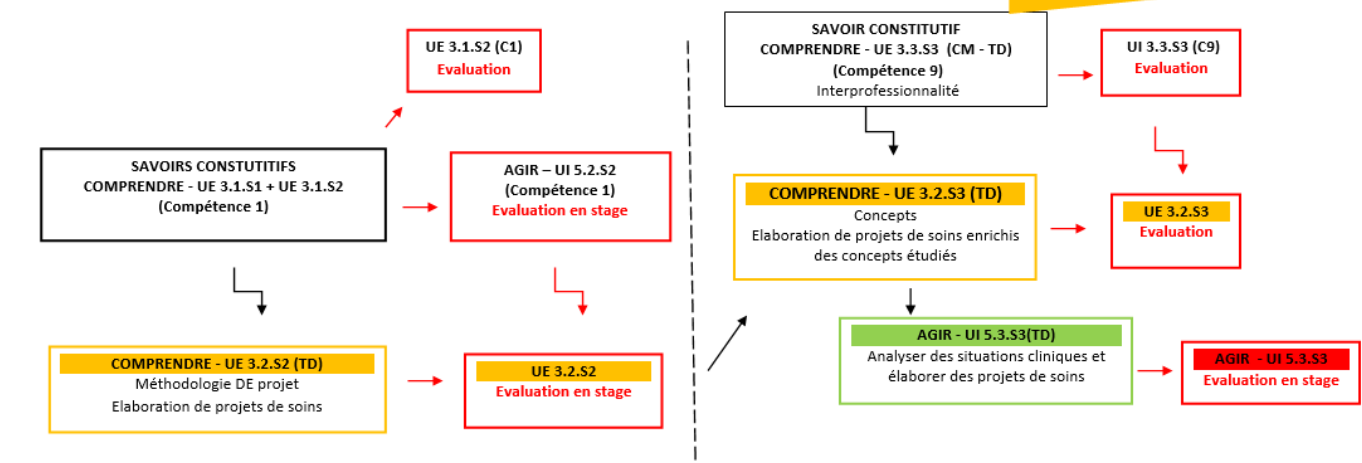 UE 3.1.S2 (C1)
Evaluation
SAVOIRS CONSTUTITIFS
COMPRENDRE - UE 3.1.S1 + UE 3.1.S2
(Compétence 1)
AGIR – UI 5.2.S2
(Compétence 1)
Evaluation en stage
COMPRENDRE - UE 3.2.S2 (TD)
Méthodologie DE projet
Elaboration de projets de soins
UE 3.2.S2
Evaluation en stage
SAVOIR CONSTITUTIF
COMPRENDRE - UE 3.3.S3 (CM - TD)
(Compétence 9)
Interprofessionnalité
UI 3.3.S3 (C9)
Evaluation
COMPRENDRE - UE 3.2.S3 (TD)
Concepts
Elaboration de projets de soins enrichis
des concepts étudiés
UE 3.2.S3
Evaluation
AGIR - UI 5.3.S3(TD)
Analyser des situations cliniques et
élaborer des projets de soins
AGIR - UI 5.3.S3
Evaluation en stage